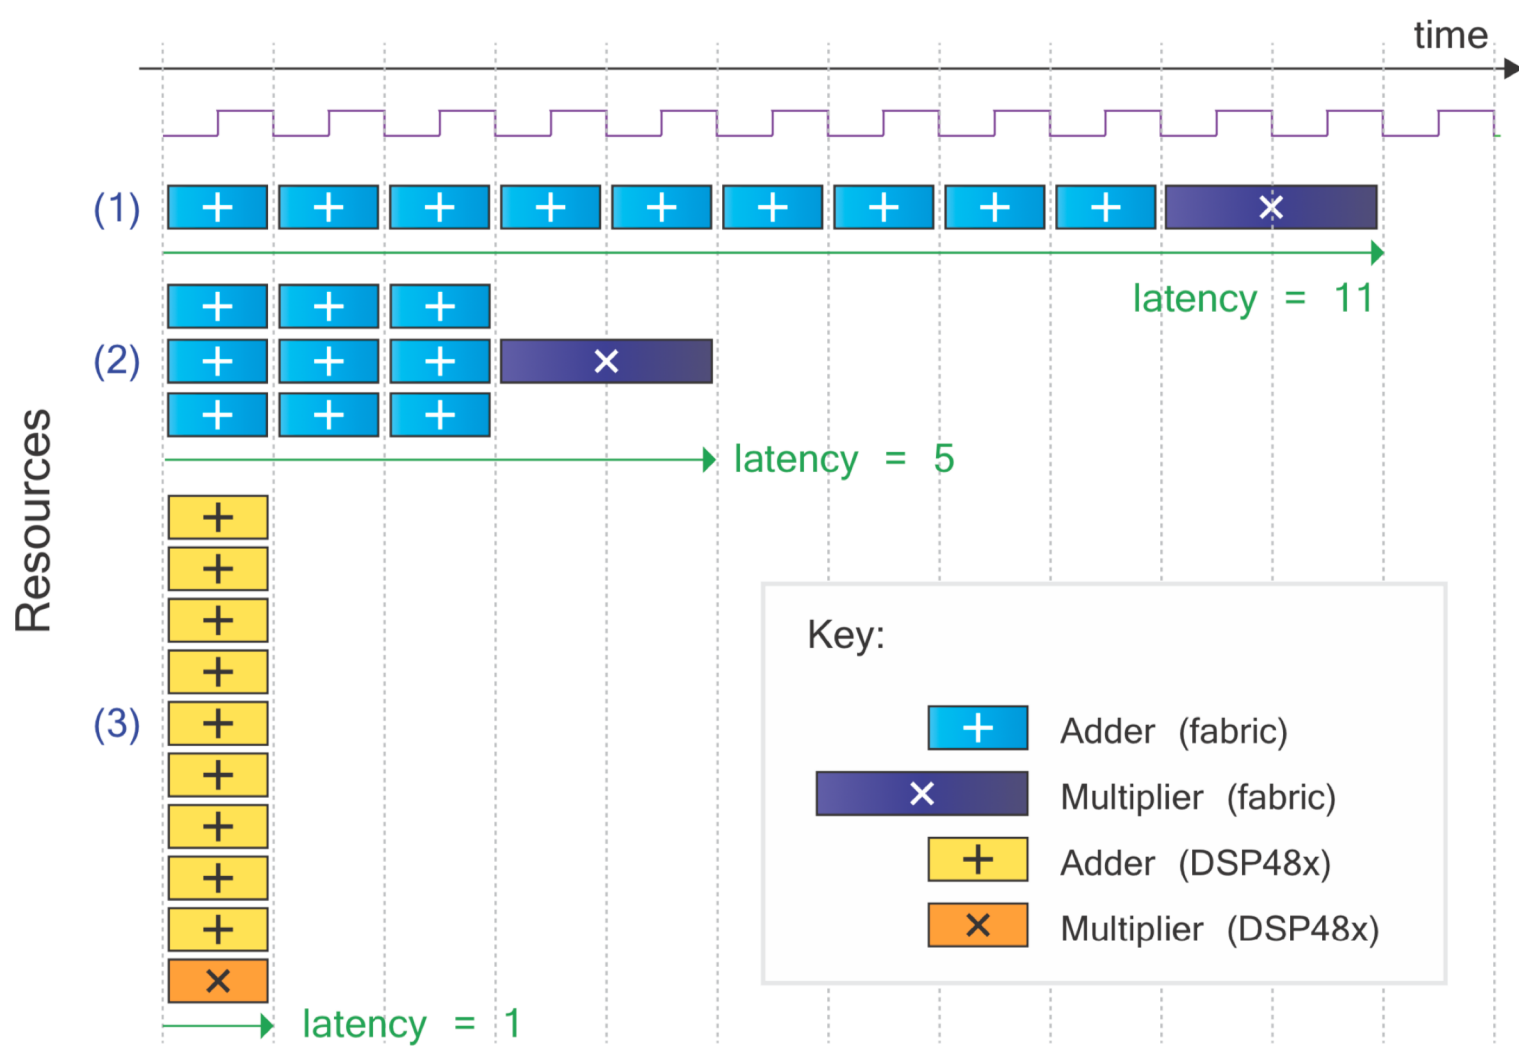 time
(1)
+ + + + + + + + + ×
latency = 11
+ + +
(2)
+ + + ×
+ + +
latency = 5
Resources
+
+
+
+
(3)
+
+
+
+
+
×
latency = 1
Key:
+ Adder (fabric)
× Multiplier (fabric)
+ Adder (DSP48x)
× Multiplier (DSP48x)